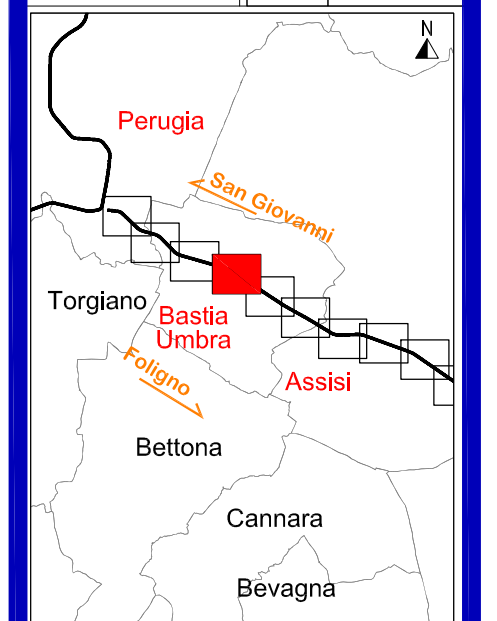 N
Perugia
San Giovanni
Torgiano
Bastia
Umbra
Foligno
Assisi
Bettona
Cannara
Bevagna